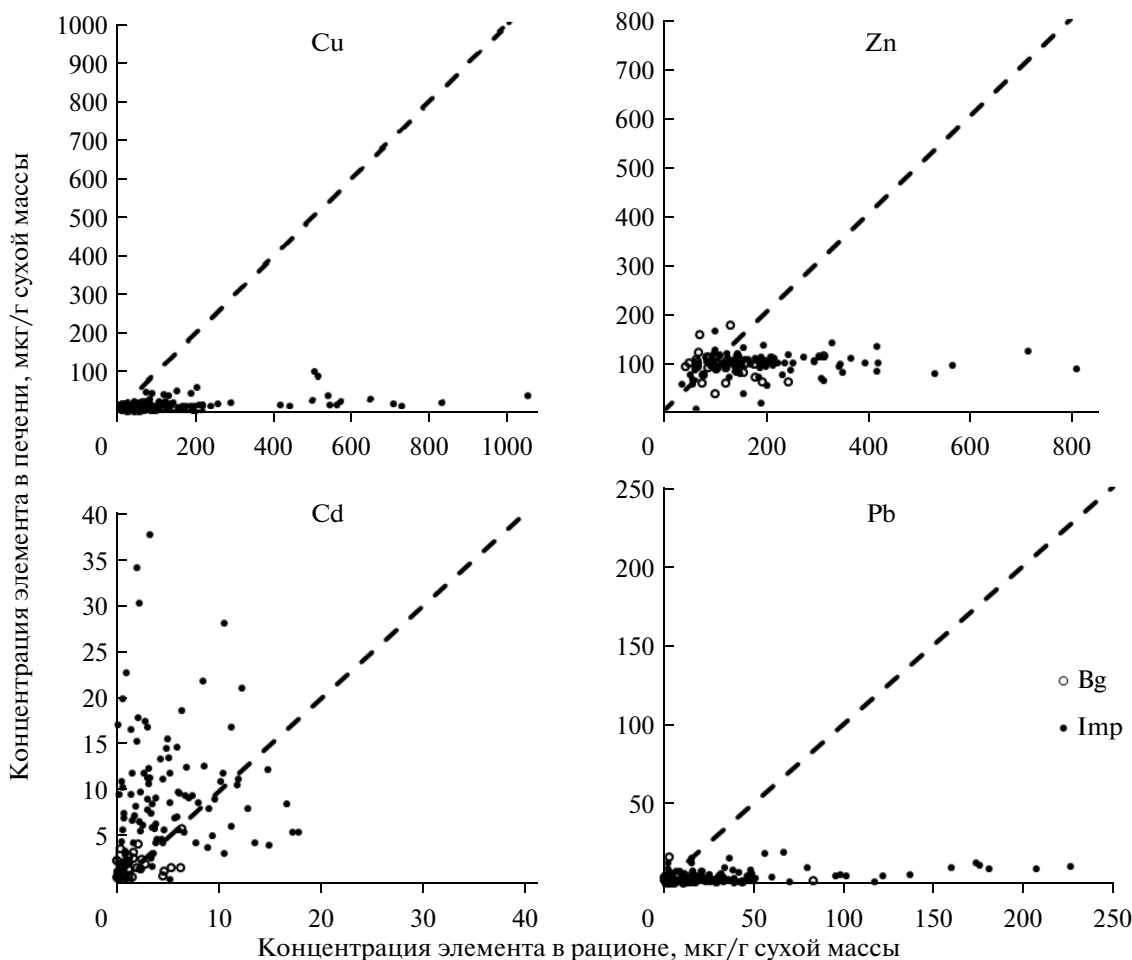 Концентрация элемента в печени, мкг/г сухой массы
Cu
1000
900
800
700
600
500
400
300
200
100
0 200 400 600 800 1000
Zn
800
700
600
500
400
300
200
100
0 200 400 600 800
Cd
40
35
30
25
20
15
10
5
0 10 20 30 40
Pb
250
200
150
100
50
0 50 100 150 200 250
Bg
Imp
Концентрация элемента в рационе, мкг/г сухой массы